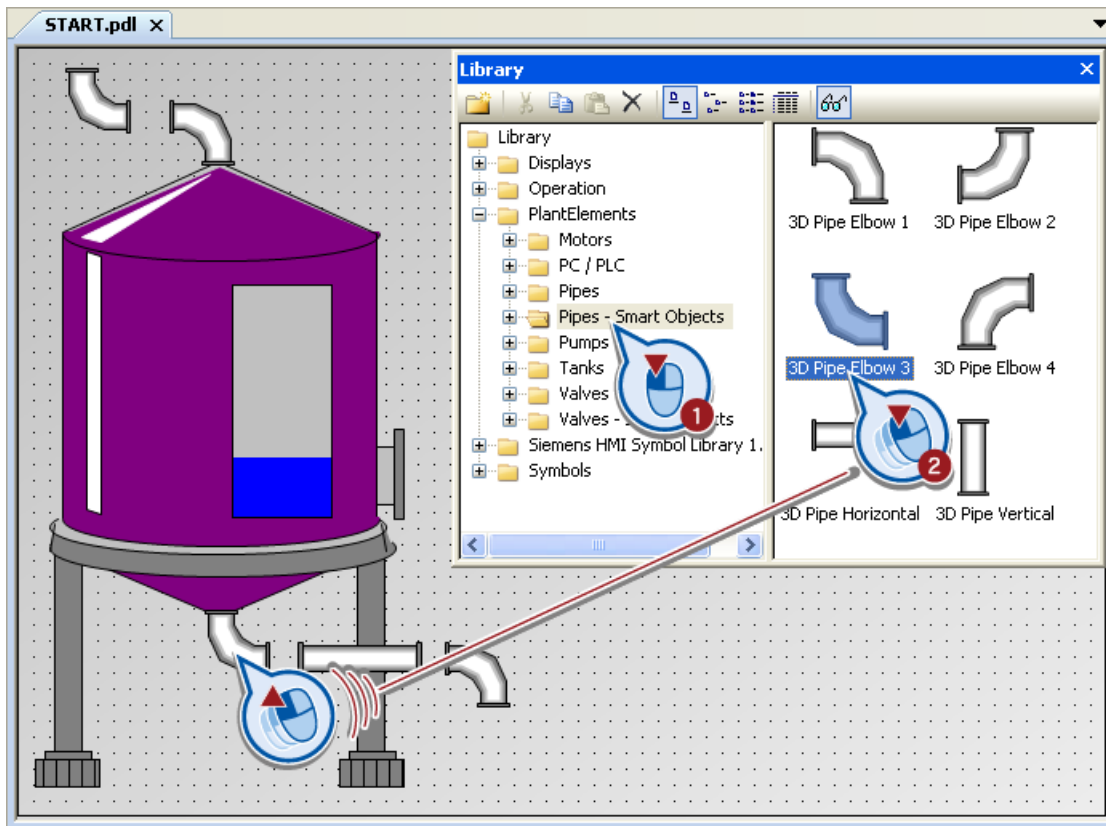 START.pdl
Library
Library
Displays
Operation
PlantElements
Motors
PC / PLC
Pipes
Pipes - Smart Objects
Pumps
Tanks
Valves
Valves -
Siemens HMI Symbol Library 1.
Symbols
3D Pipe Elbow 1
3D Pipe Elbow 2
3D Pipe Elbow 3
3D Pipe Elbow 4
3D Pipe Horizontal
3D Pipe Vertical
1
2